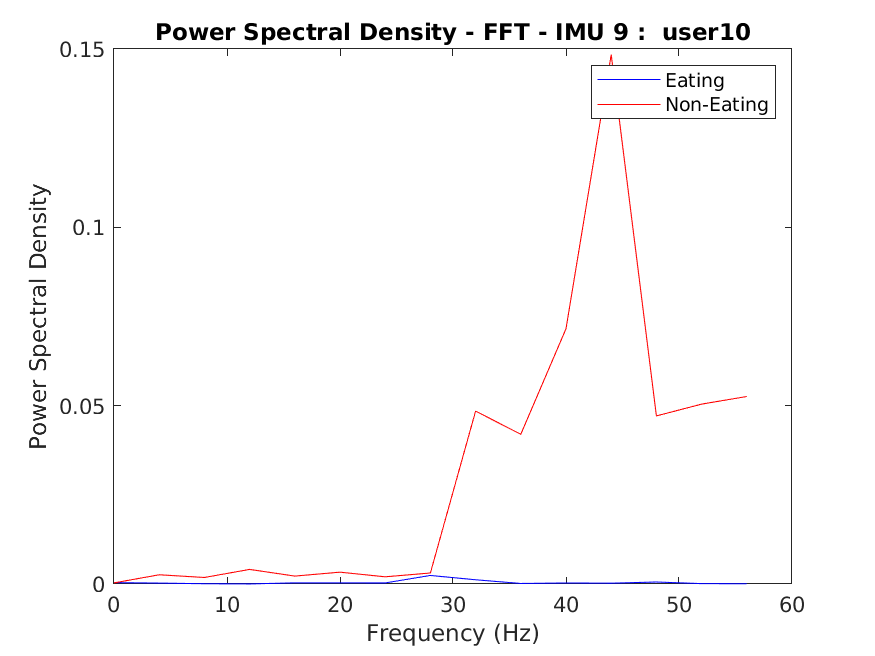 Power Spectral Density - FFT - IMU 9 :  user10
Eating
Non-Eating
Power Spectral Density
0.15
0.1
0.05
0
0 10 20 30 40 50 60
Frequency (Hz)